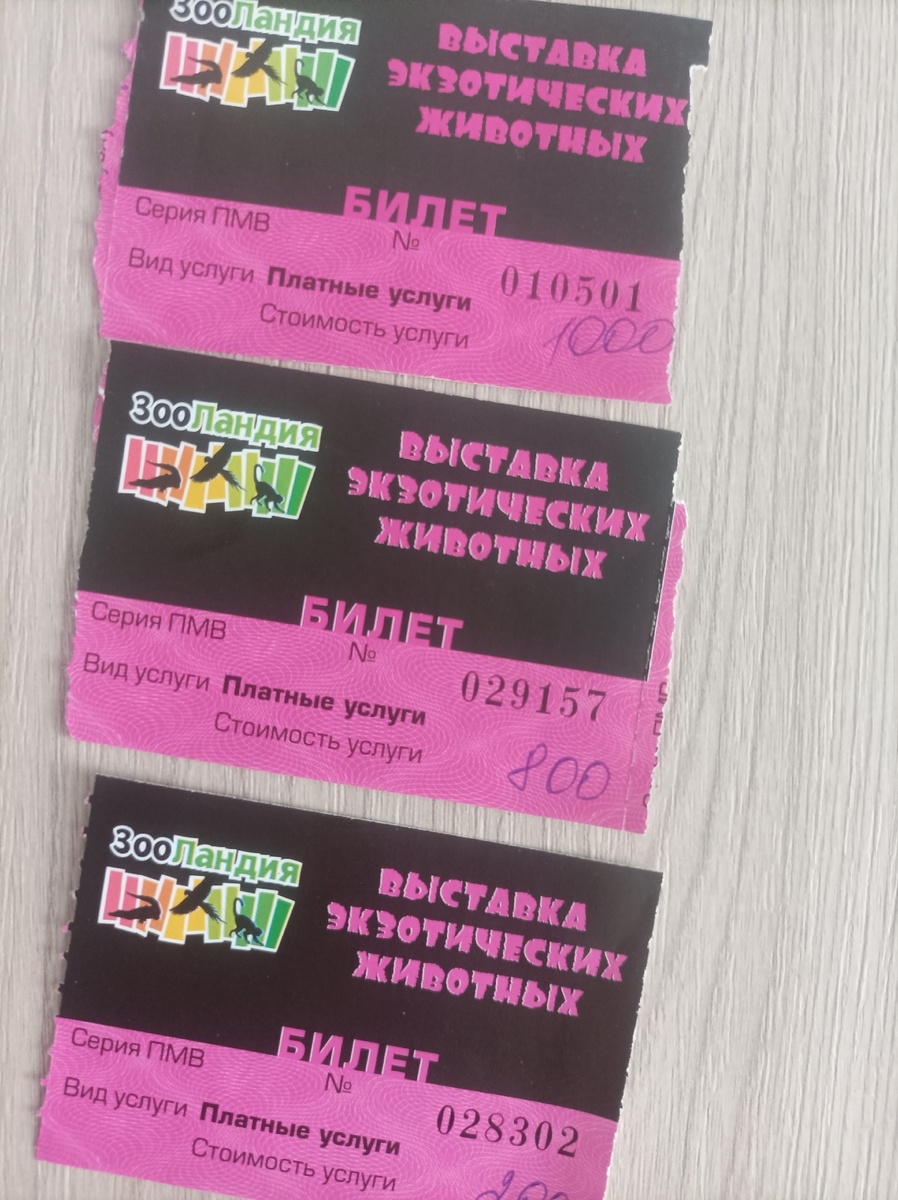 ЗооЛандия
ВЫСТАВКА
ЭКЗОТИЧЕСКИХ
ЖИВОТНЫХ
БИЛЕТ
Серия ПМВ
№ 010501
Вид услуги Платные услуги
Стоимость услуги 1000
ЗооЛандия
ВЫСТАВКА
ЭКЗОТИЧЕСКИХ
ЖИВОТНЫХ
БИЛЕТ
Серия ПМВ
№ 029157
Вид услуги Платные услуги
Стоимость услуги 800
ЗооЛандия
ВЫСТАВКА
ЭКЗОТИЧЕСКИХ
ЖИВОТНЫХ
БИЛЕТ
Серия ПМВ
№ 028302
Вид услуги Платные услуги
Стоимость услуги